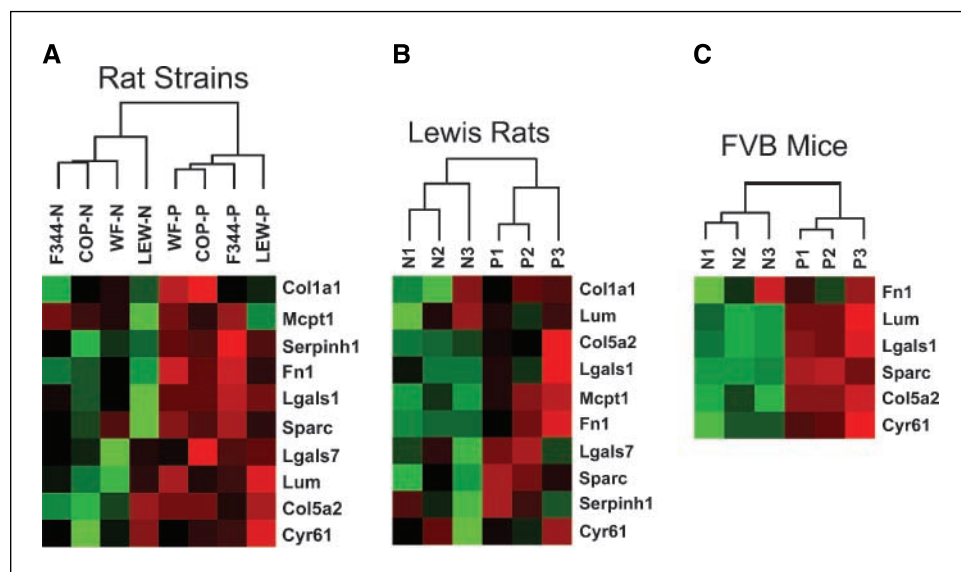 A
Rat Strains
F344-N
COP-N
WF-N
LEW-N
WF-P
COP-P
F344-P
LEW-P
Col1a1
Mcpt1
Serpinh1
Fn1
Lgals1
Sparc
Lgals7
Lum
Col5a2
Cyr61
B
Lewis Rats
N1 N2 N3 P1 P2 P3
Col1a1
Lum
Col5a2
Lgals1
Mcpt1
Fn1
Lgals7
Sparc
Serpinh1
Cyr61
C
FVB Mice
N1 N2 N3 P1 P2 P3
Fn1
Lum
Lgals1
Sparc
Col5a2
Cyr61